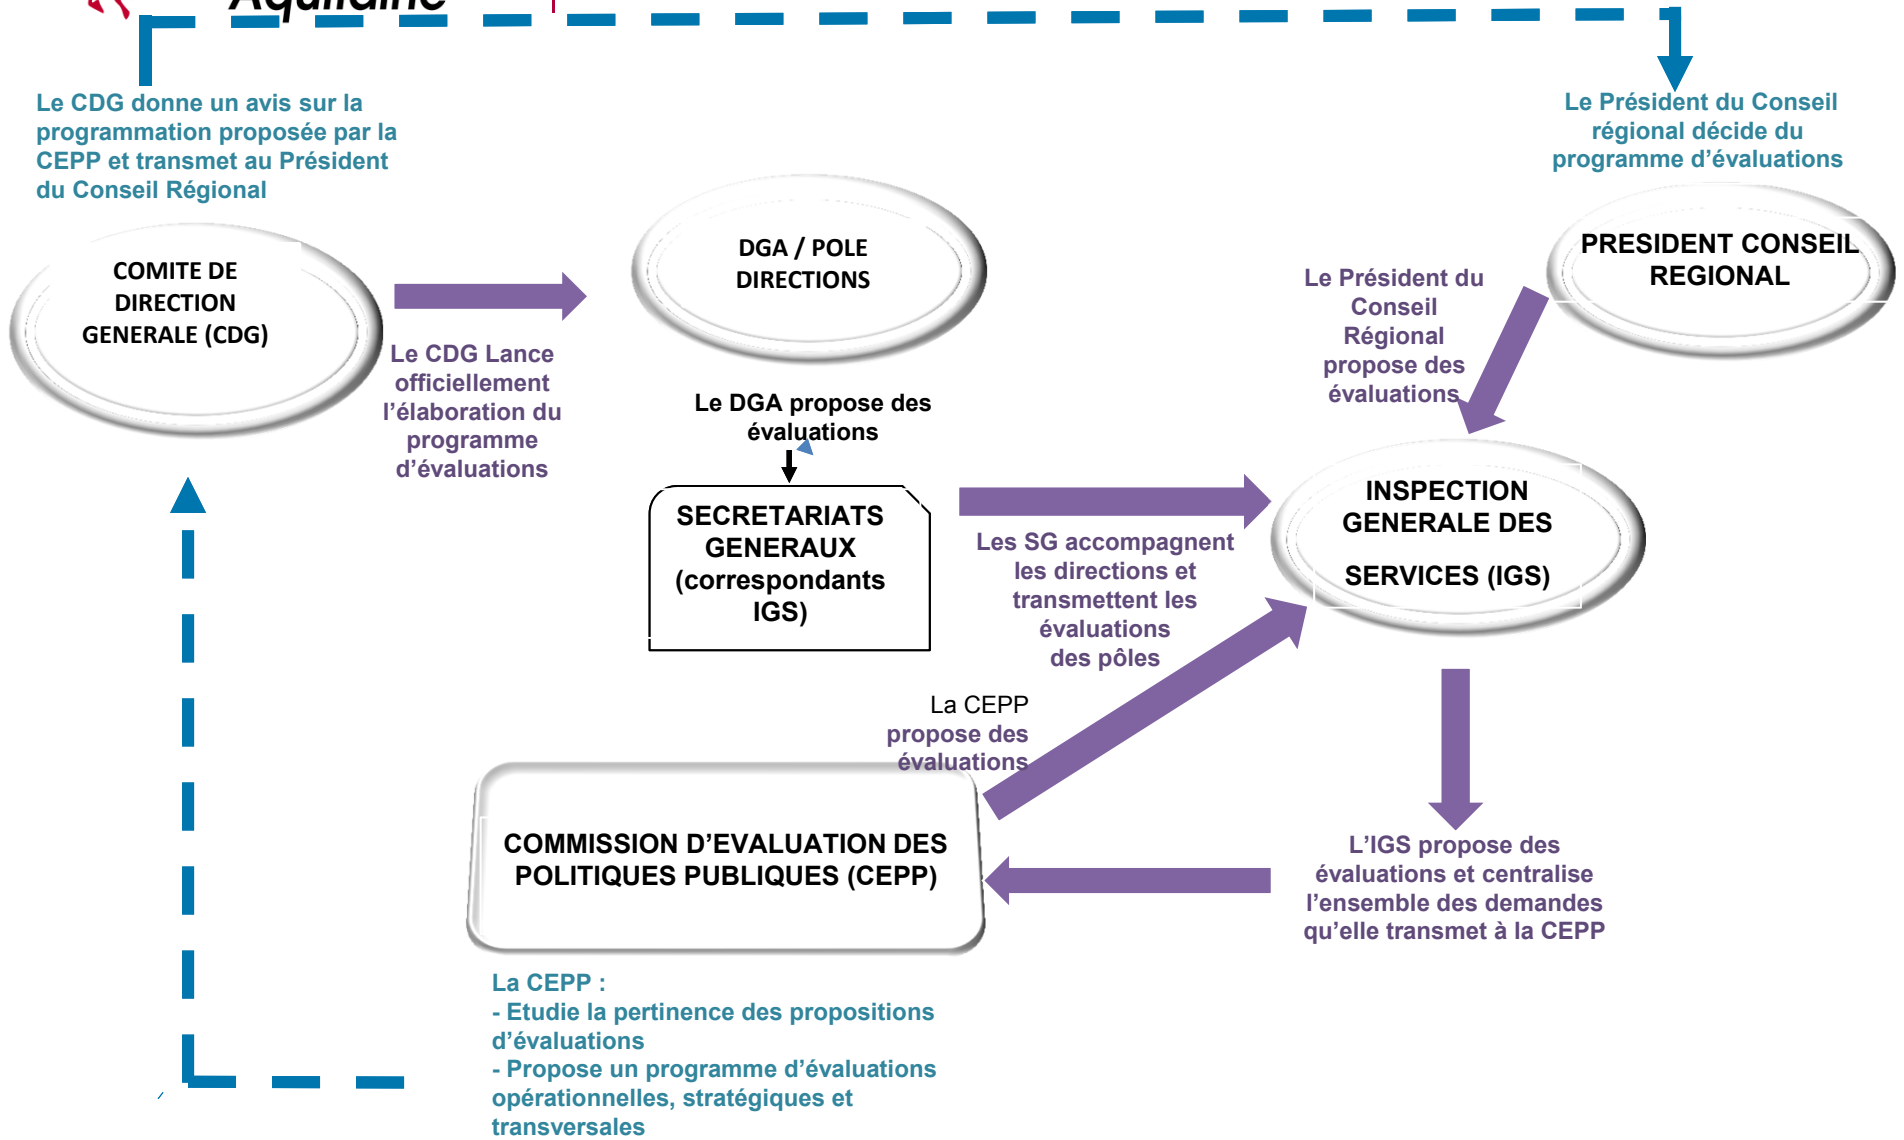 Aquitaine
Le CDG donne un avis sur la
programmation proposée par la
CEPP et transmet au Président
du Conseil Régional
Le Président du Conseil
régional décide du
programme d’évaluations
COMITE DE
DIRECTION
GENERALE (CDG)
DGA / POLE
DIRECTIONS
PRESIDENT CONSEIL
REGIONAL
Le CDG Lance
officiellement
l’élaboration du
programme
d’évaluations
Le Président du
Conseil
Régional
propose des
évaluations
Le DGA propose des
évaluations
SECRETARIATS
GENERAUX
(correspondants
IGS)
Les SG accompagnent
les directions et
transmettent les
évaluations
des pôles
INSPECTION
GENERALE DES
SERVICES (IGS)
La CEPP
propose des
évaluations
COMMISSION D’EVALUATION DES
POLITIQUES PUBLIQUES (CEPP)
L’IGS propose des
évaluations et centralise
l’ensemble des demandes
qu’elle transmet à la CEPP
La CEPP :
- Etudie la pertinence des propositions
d’évaluations
- Propose un programme d’évaluations
opérationnelles, stratégiques et
transversales